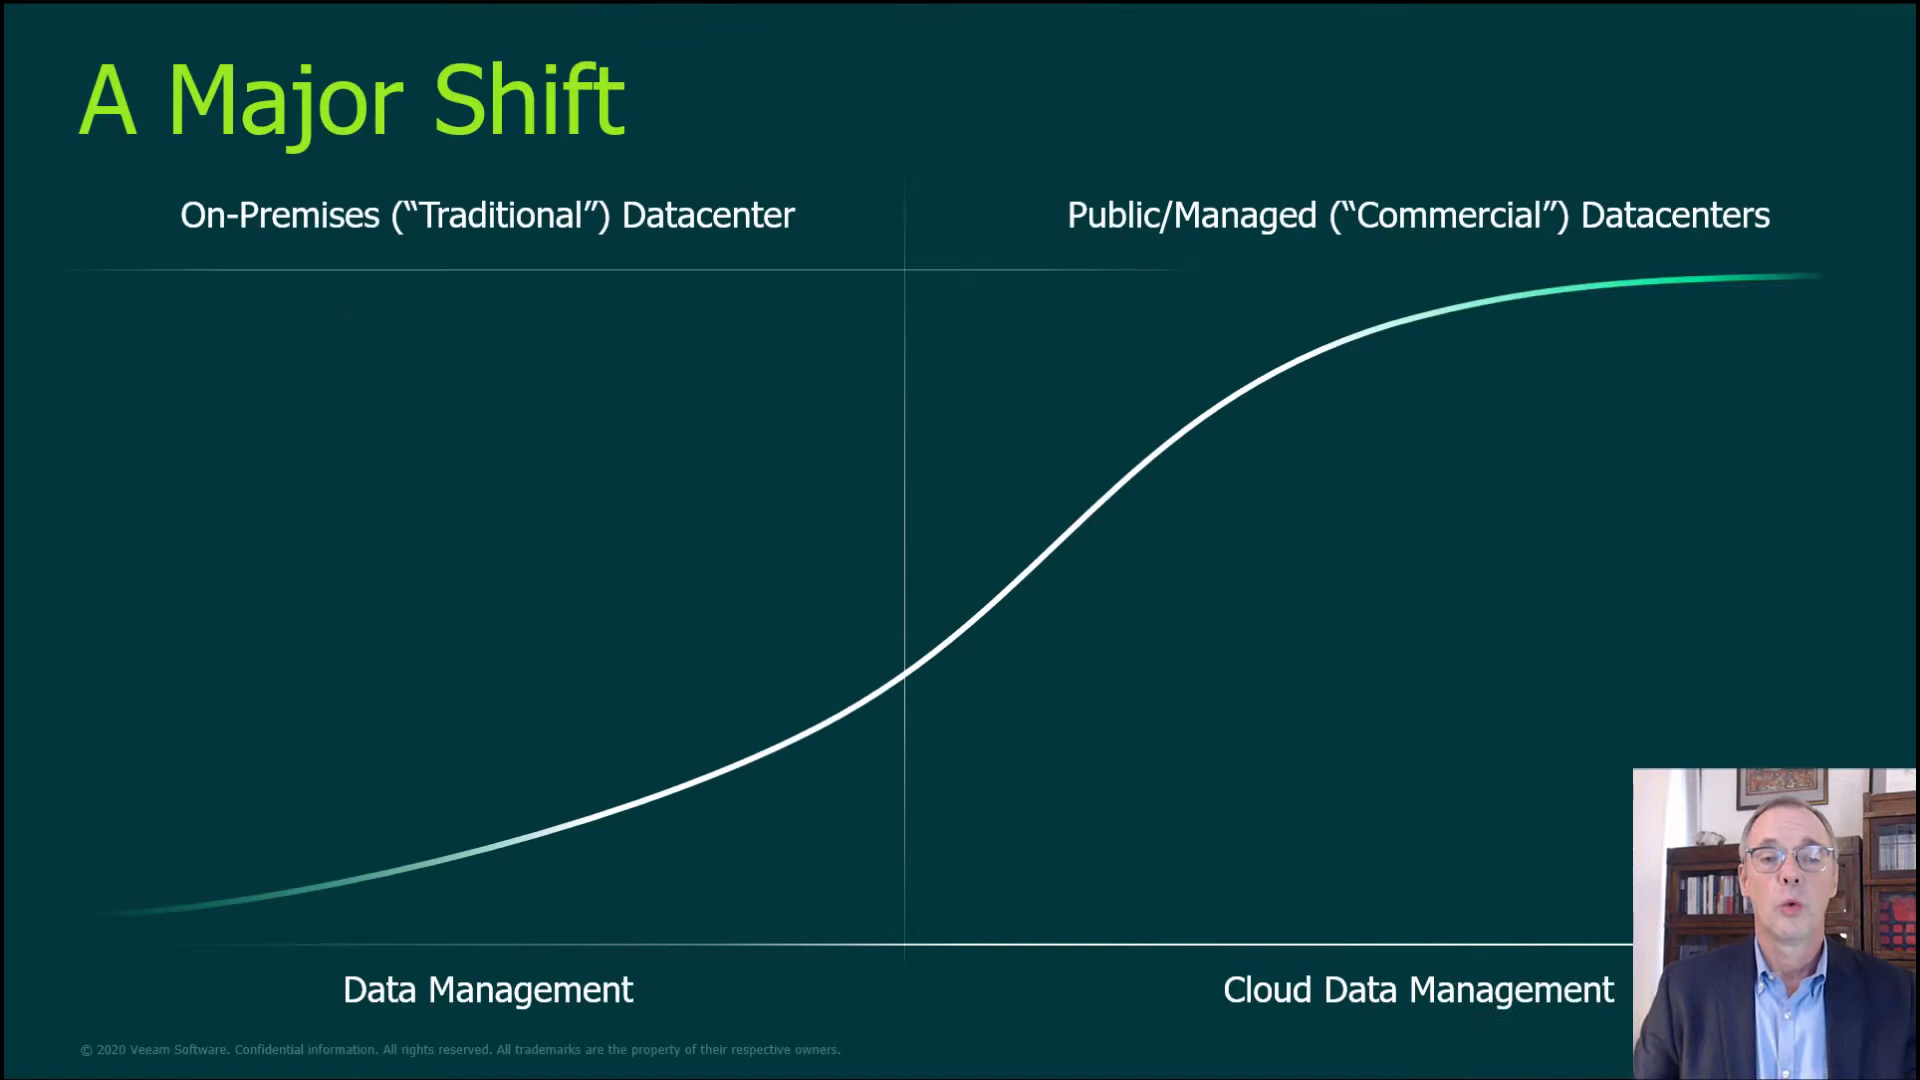 A Major Shift
On-Premises (“Traditional”) Datacenter
Public/Managed (“Commercial”) Datacenters
Data Management
Cloud Data Management
© 2020 Veeam Software. Confidential information. All rights reserved. All trademarks are the property of their respective owners.